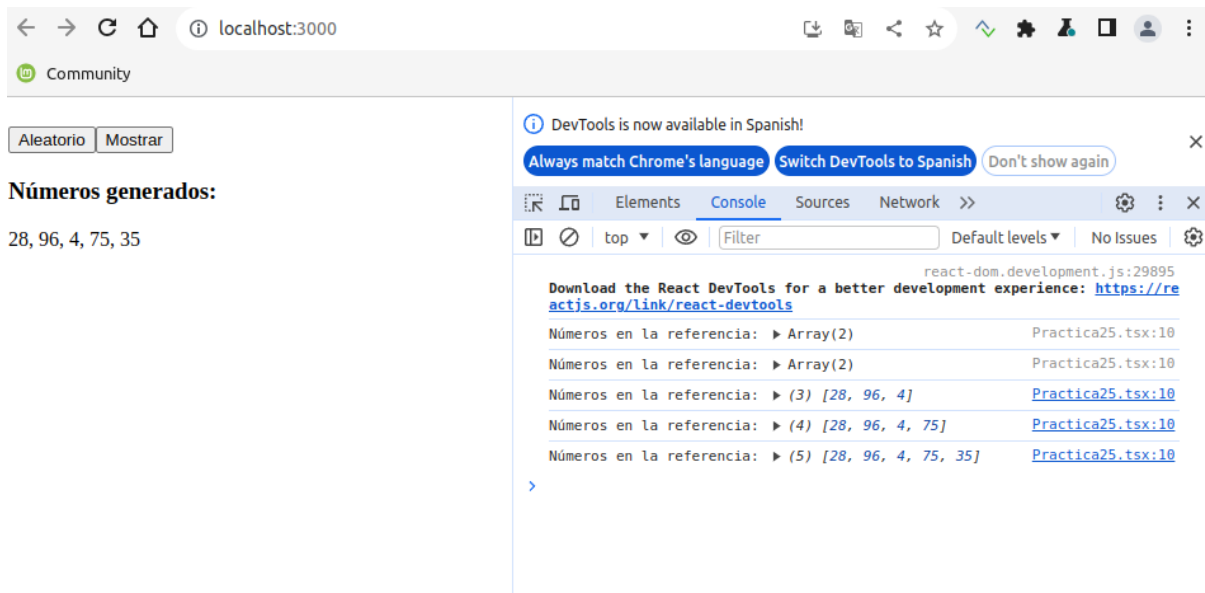 localhost:3000
Community
Aleatorio Mostrar
Números generados:
28, 96, 4, 75, 35
DevTools is now available in Spanish!
Always match Chrome's language Switch DevTools to Spanish Don't show again
Elements Console Sources Network
top Filter Default levels No Issues
react-dom.development.js:29895
Download the React DevTools for a better development experience: https://re
actjs.org/link/react-devtools
Números en la referencia: Array(2) Practica25.tsx:10
Números en la referencia: Array(2) Practica25.tsx:10
Números en la referencia: (3) [28, 96, 4] Practica25.tsx:10
Números en la referencia: (4) [28, 96, 4, 75] Practica25.tsx:10
Números en la referencia: (5) [28, 96, 4, 75, 35] Practica25.tsx:10